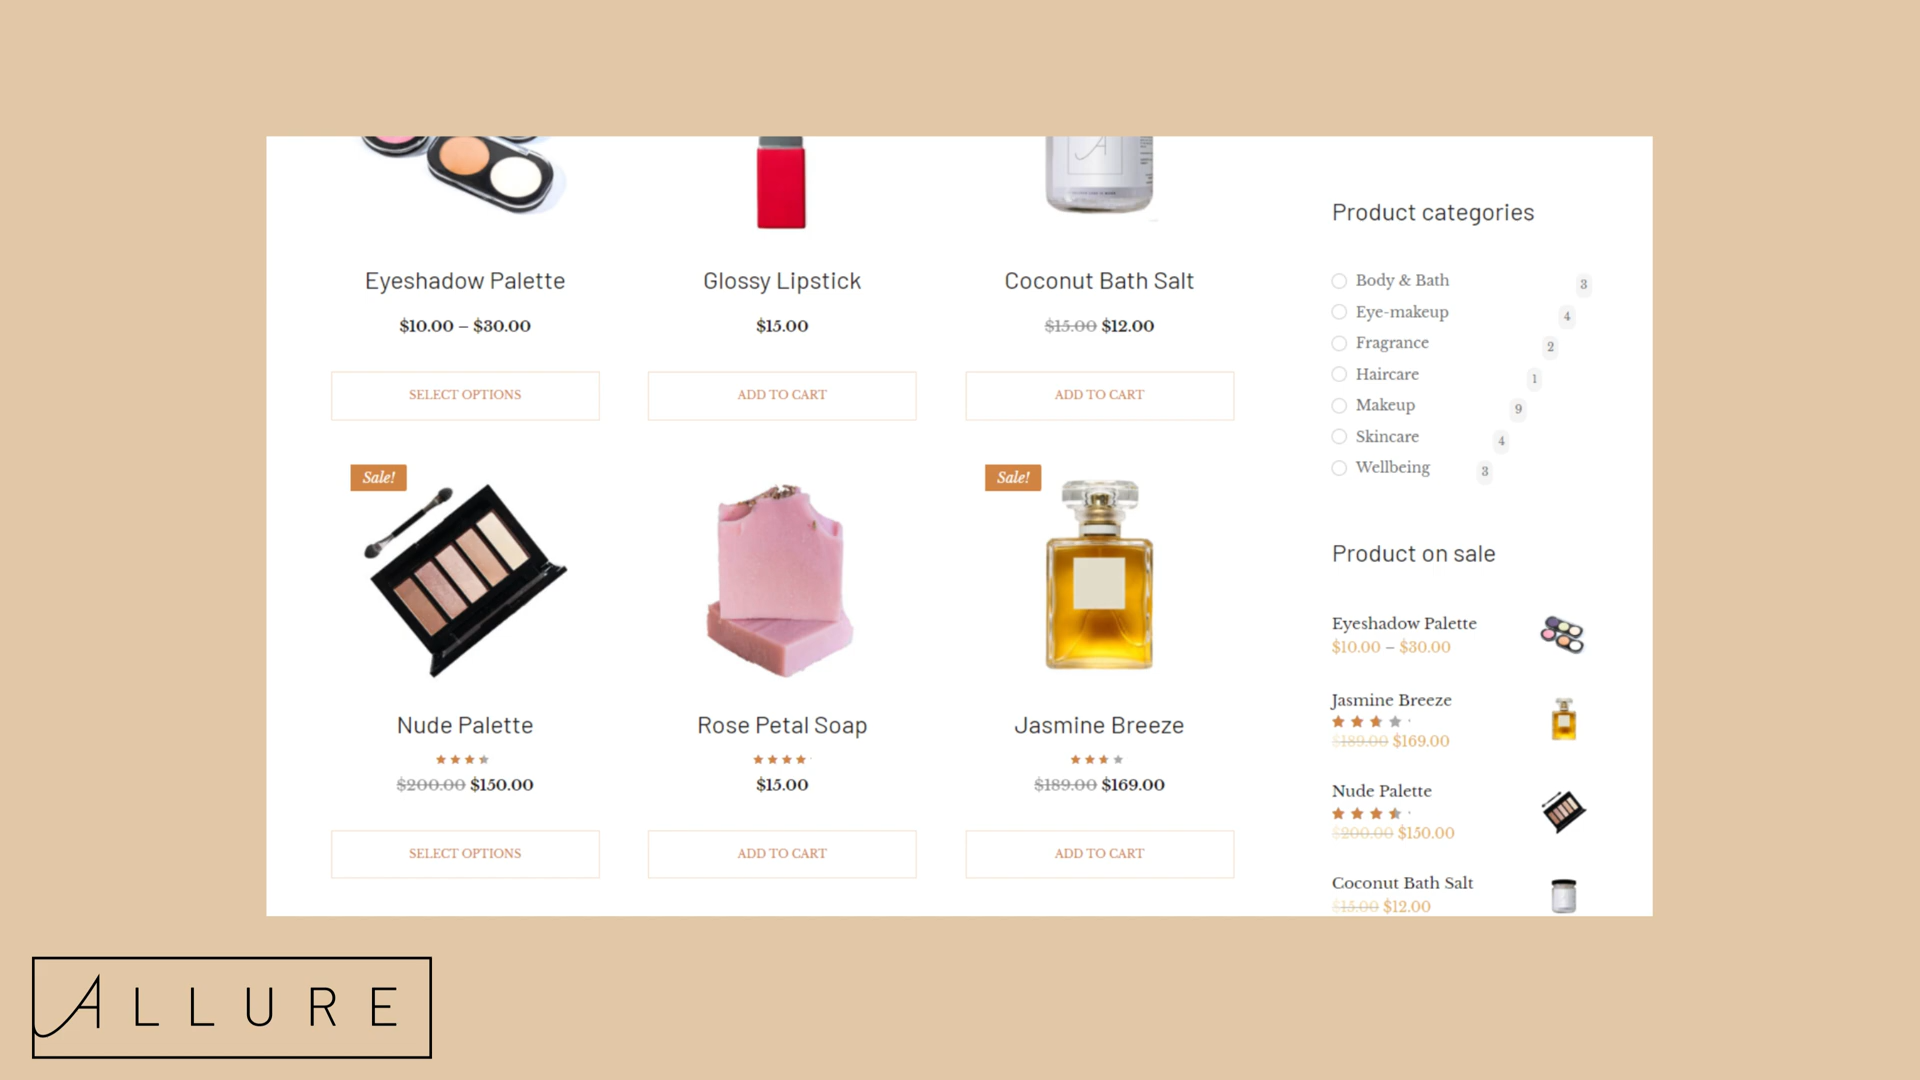 Eyeshadow Palette
$10.00 – $30.00
SELECT OPTIONS
Glossy Lipstick
$15.00
ADD TO CART
Coconut Bath Salt
$15.00 $12.00
ADD TO CART
Sale!
Nude Palette
$200.00 $150.00
SELECT OPTIONS
Rose Petal Soap
$15.00
ADD TO CART
Sale!
Jasmine Breeze
$189.00 $169.00
ADD TO CART
Product categories
Body & Bath 3
Eye-makeup 4
Fragrance 2
Haircare 1
Makeup 9
Skincare 4
Wellbeing 3
Product on sale
Eyeshadow Palette
$10.00 – $30.00
Jasmine Breeze
$189.00 $169.00
Nude Palette
$200.00 $150.00
Coconut Bath Salt
$15.00 $12.00
ALLURE